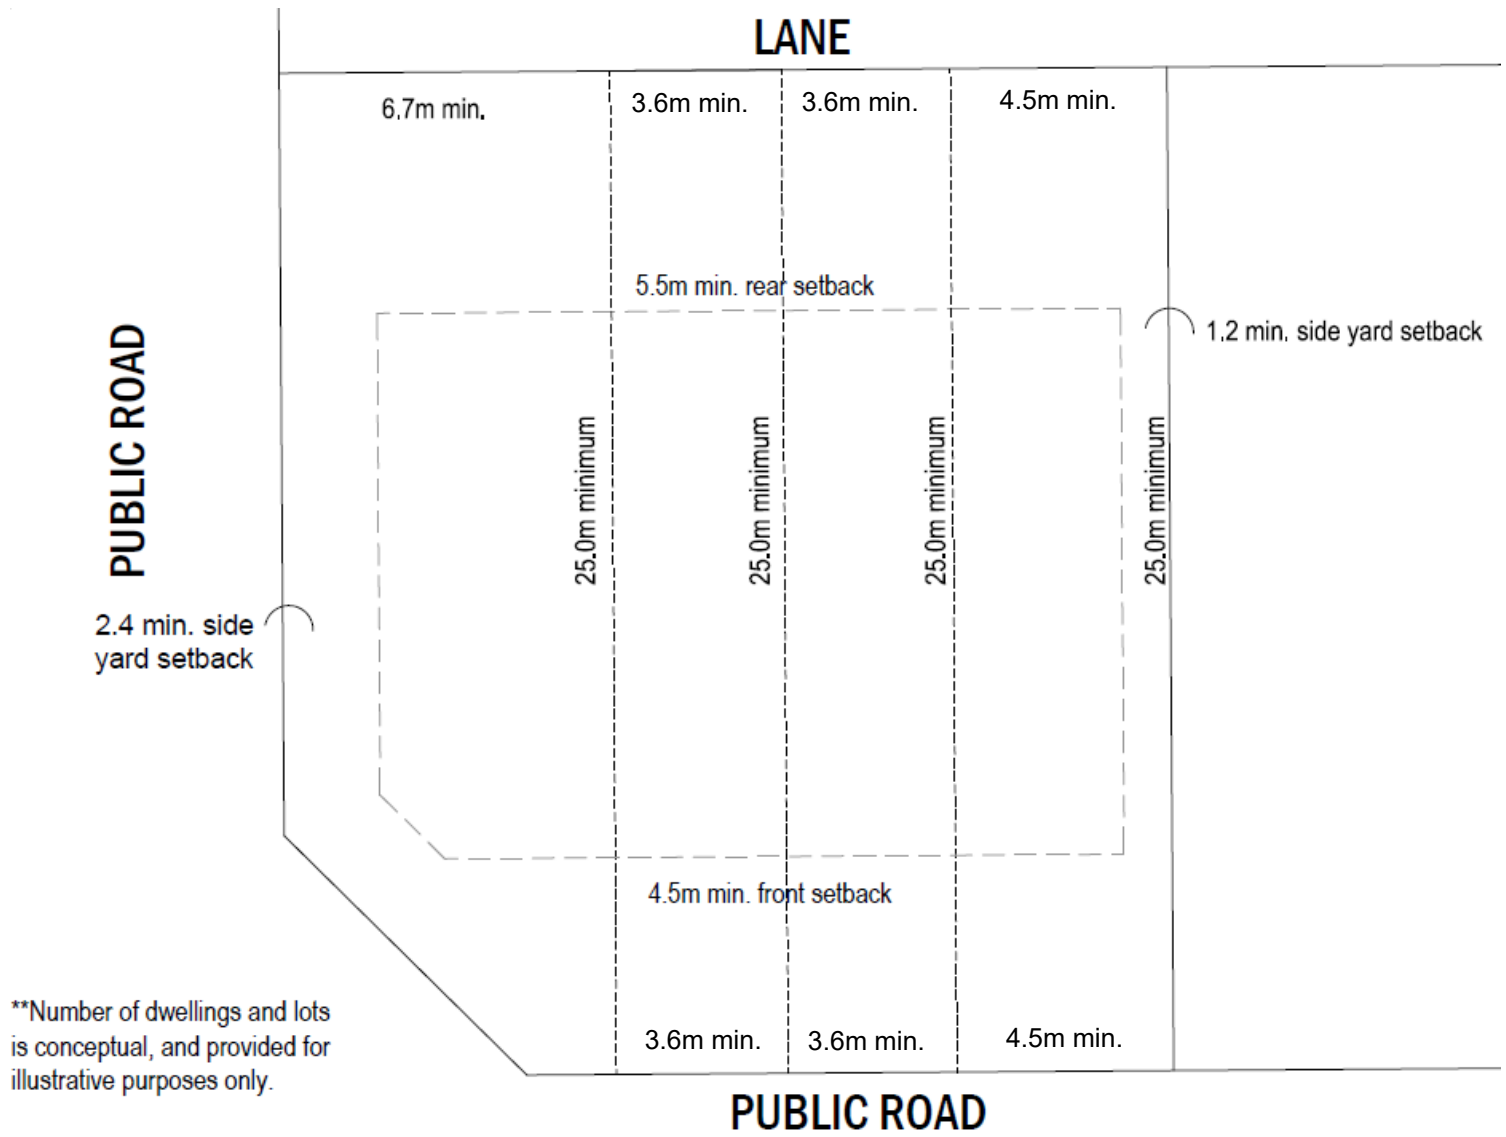 LANE
6.7m min.
3.6m min.
3.6m min.
4.5m min.
5.5m min. rear setback
1.2 min. side yard setback
PUBLIC ROAD
25.0m minimum
25.0m minimum
25.0m minimum
25.0m minimum
2.4 min. side
yard setback
4.5m min. front setback
**Number of dwellings and lots
is conceptual, and provided for
illustrative purposes only.
3.6m min.
3.6m min.
4.5m min.
PUBLIC ROAD